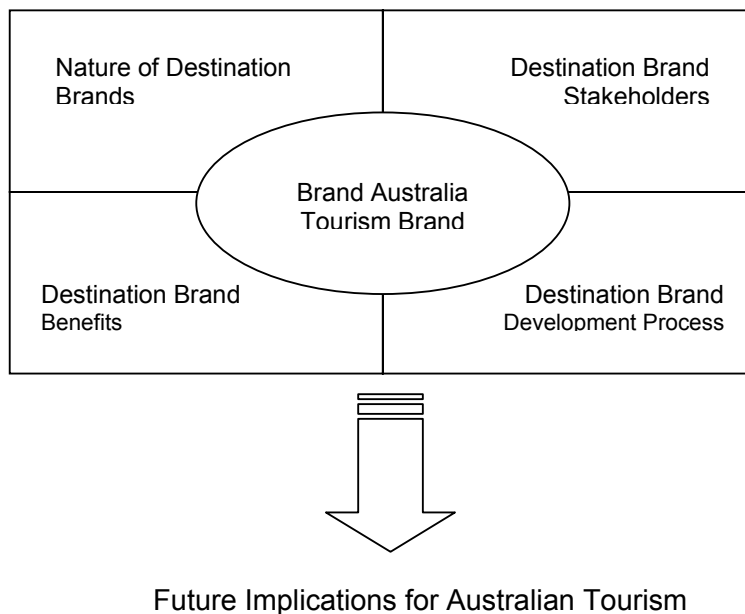 Nature of Destination
Brands
Destination Brand
Stakeholders
Brand Australia
Tourism Brand
Destination Brand
Benefits
Destination Brand
Development Process
Future Implications for Australian Tourism